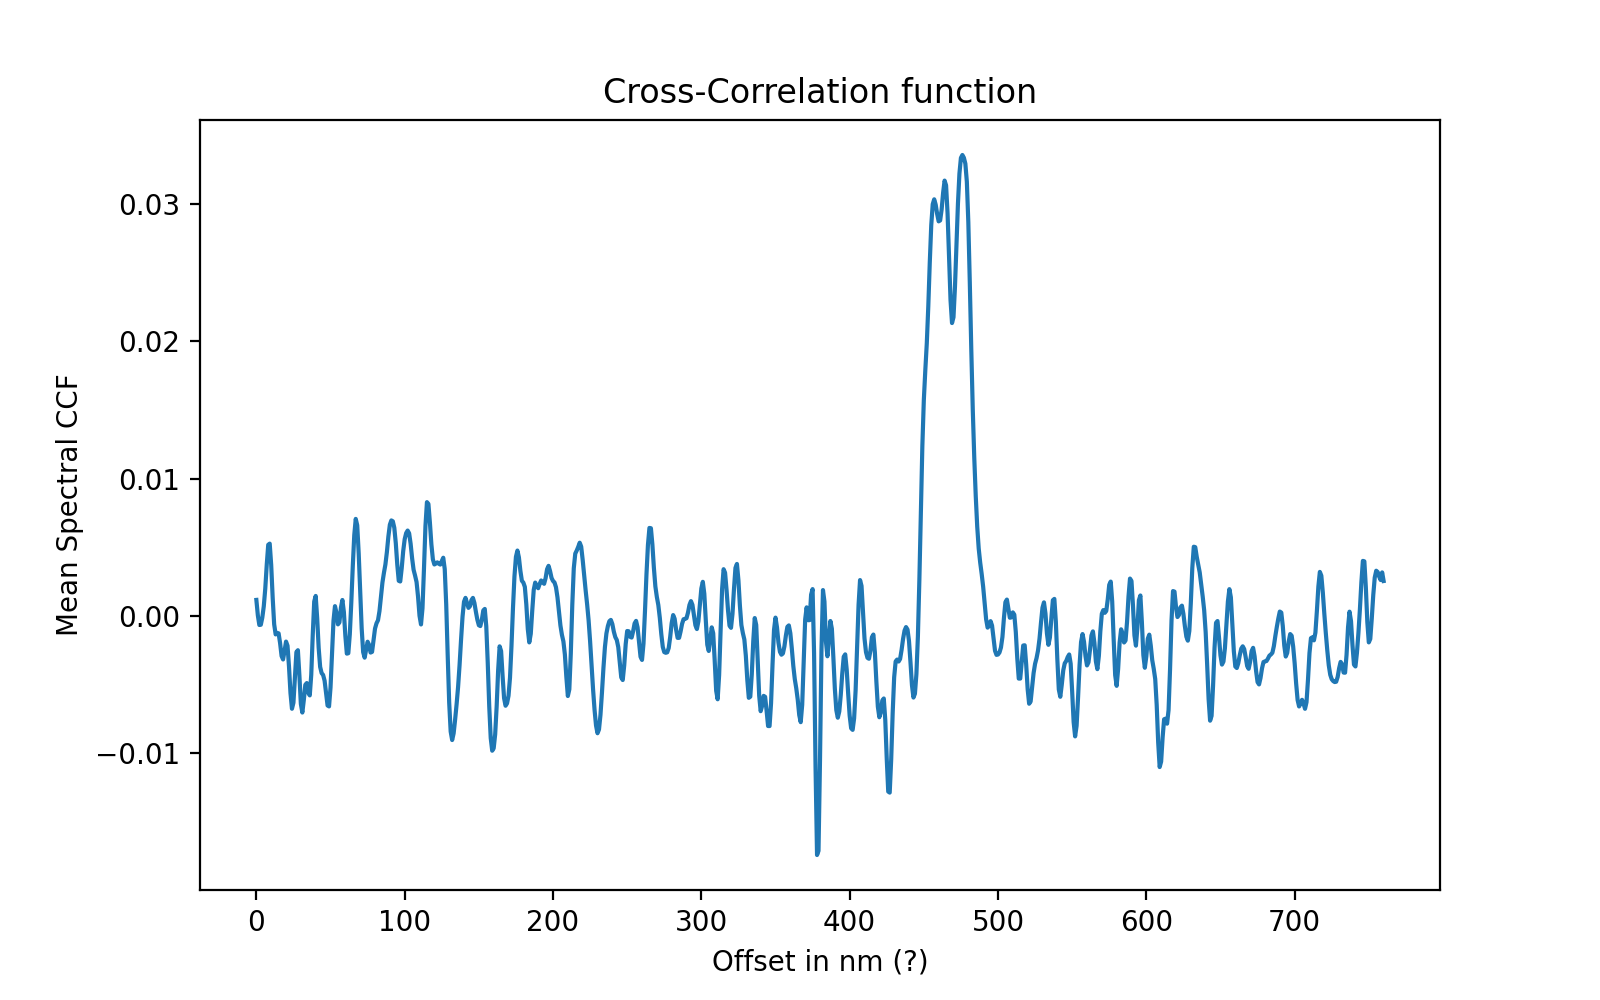 Cross-Correlation function
Mean Spectral CCF
0.03
0.02
0.01
0.00
−0.01
0 100 200 300 400 500 600 700
Offset in nm (?)